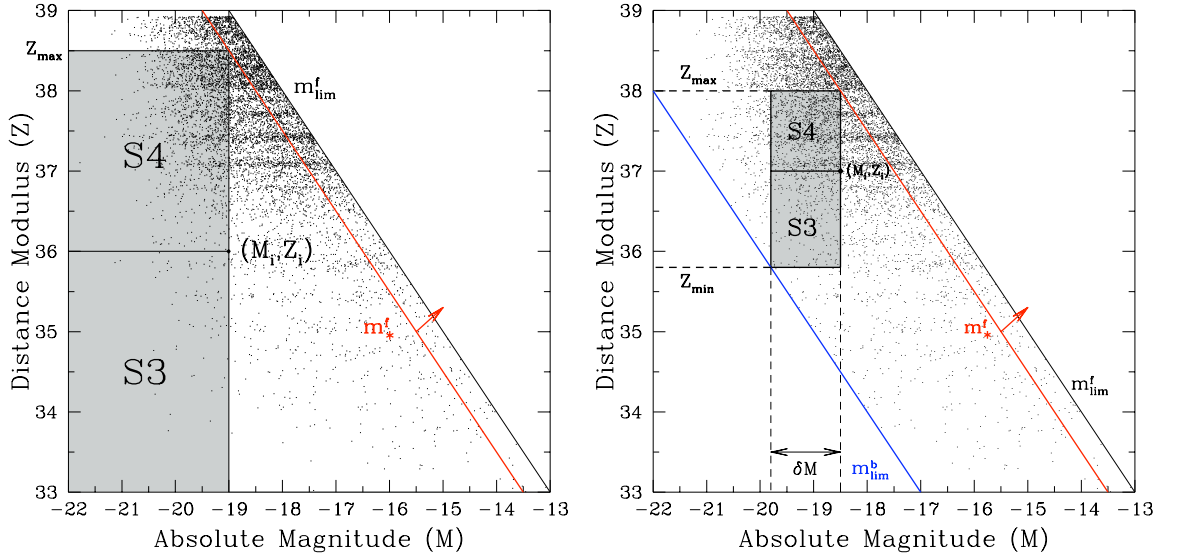 39
38
37
36
35
34
33
Z_max
S4
S3
m^f_lim
(M_i,Z_i)
m^f_*
-22 -21 -20 -19 -18 -17 -16 -15 -14 -13
Absolute Magnitude (M)
Distance Modulus (Z)
39
38
37
36
35
34
33
Z_max
S4
(M_i,Z_i)
S3
Z_min
m^f_*
m^f_lim
δM
m^b_lim
-22 -21 -20 -19 -18 -17 -16 -15 -14 -13
Absolute Magnitude (M)
Distance Modulus (Z)